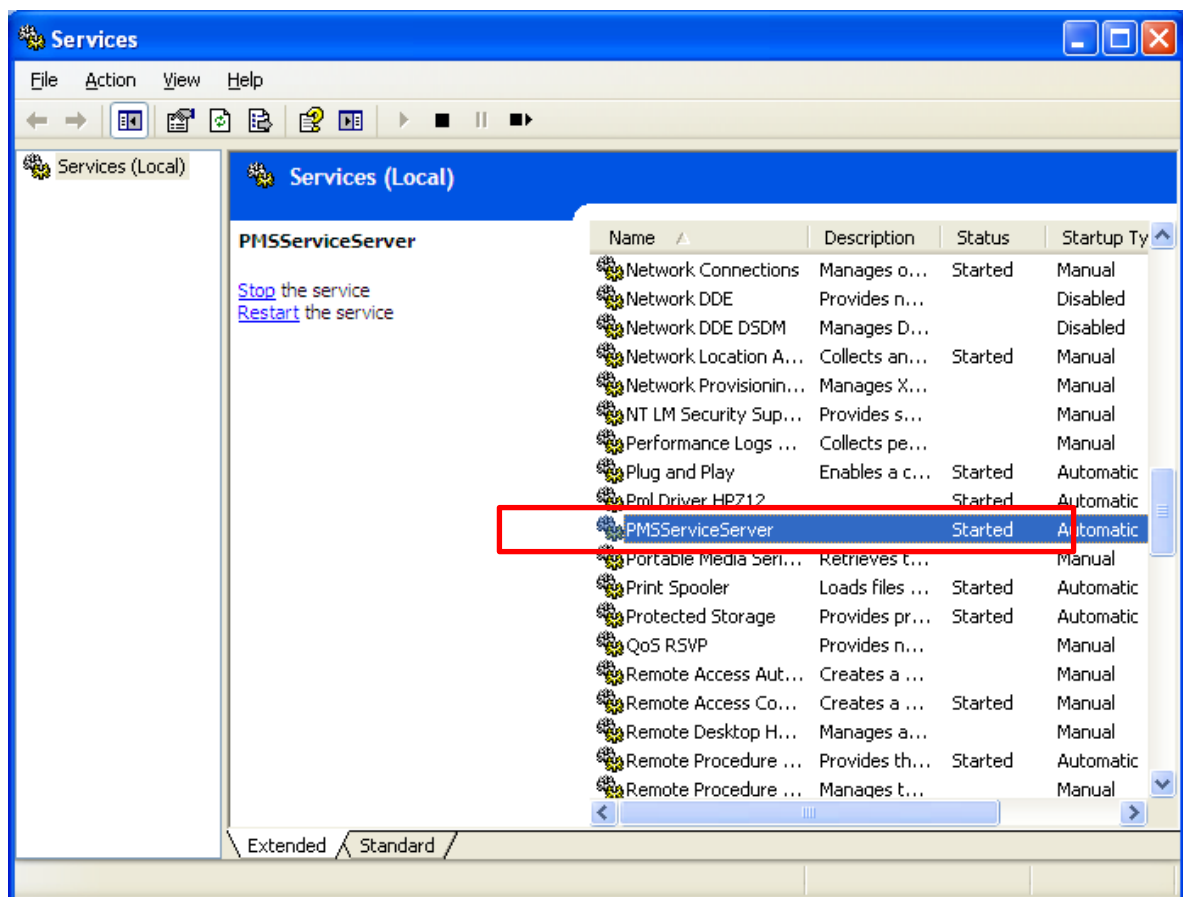 Services
File Action View Help
Services (Local)
Services (Local)
PMSServiceServer
Stop the service
Restart the service
Name Description Status Startup Ty
Network Connections Manages o... Started Manual
Network DDE Provides n... Disabled
Network DDE DSDM Manages D... Disabled
Network Location A... Collects an... Started Manual
Network Provisionin... Manages X... Manual
NT LM Security Sup... Provides s... Manual
Performance Logs ... Collects pe... Manual
Plug and Play Enables a c... Started Automatic
Pml Driver HPZ12 Started Automatic
PMSServiceServer Started Automatic
Portable Media Seri... Retrieves t... Manual
Print Spooler Loads files ... Started Automatic
Protected Storage Provides pr... Started Automatic
QoS RSVP Provides n... Manual
Remote Access Aut... Creates a ... Manual
Remote Access Co... Creates a ... Started Manual
Remote Desktop H... Manages a... Manual
Remote Procedure ... Provides th... Started Automatic
Remote Procedure ... Manages t... Manual
Extended Standard